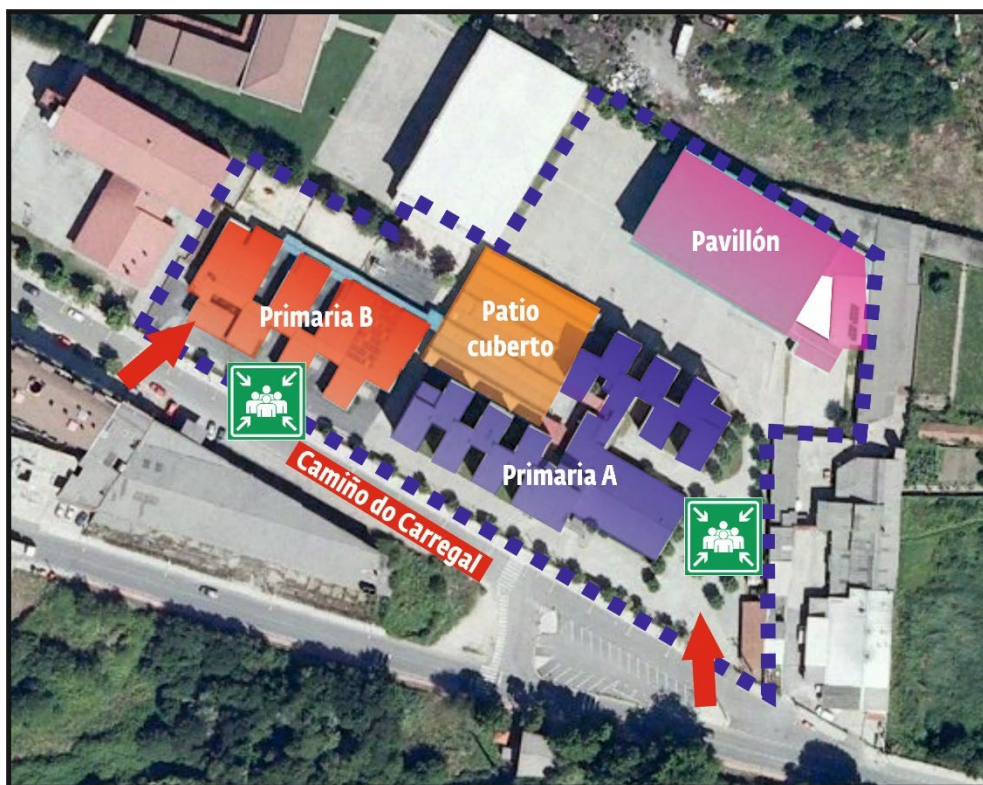 Pavillón
Primaria B
Patio
cuberto
Camiño do Carregal
Primaria A